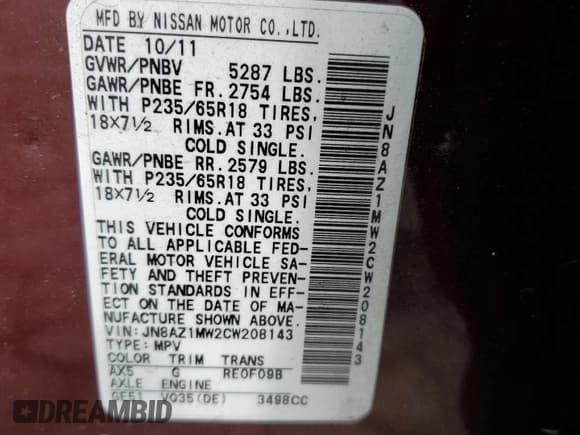 MFD BY NISSAN MOTOR CO.,LTD.
DATE 10/11
GVWR/PNBV 5287 LBS.
GAWR/PNBE FR. 2754 LBS.
WITH P235/65R18 TIRES,
18X7½ RIMS.AT 33 PSI
COLD SINGLE.
GAWR/PNBE RR. 2579 LBS.
WITH P235/65R18 TIRES,
18X7½ RIMS.AT 33 PSI
COLD SINGLE.
THIS VEHICLE CONFORMS
TO ALL APPLICABLE FED-
ERAL MOTOR VEHICLE SA-
FETY AND THEFT PREVEN-
TION STANDARDS IN EFF-
ECT ON THE DATE OF MA-
NUFACTURE SHOWN ABOVE.
VIN: JN8AZ1MW2CW208143
TYPE: MPV
COLOR TRIM TRANS
AX5 G RE0F09B
AXLE ENGINE
GE51 VQ35(DE) 3498CC
JN8AZ1MW2CW208143
DREAMBID